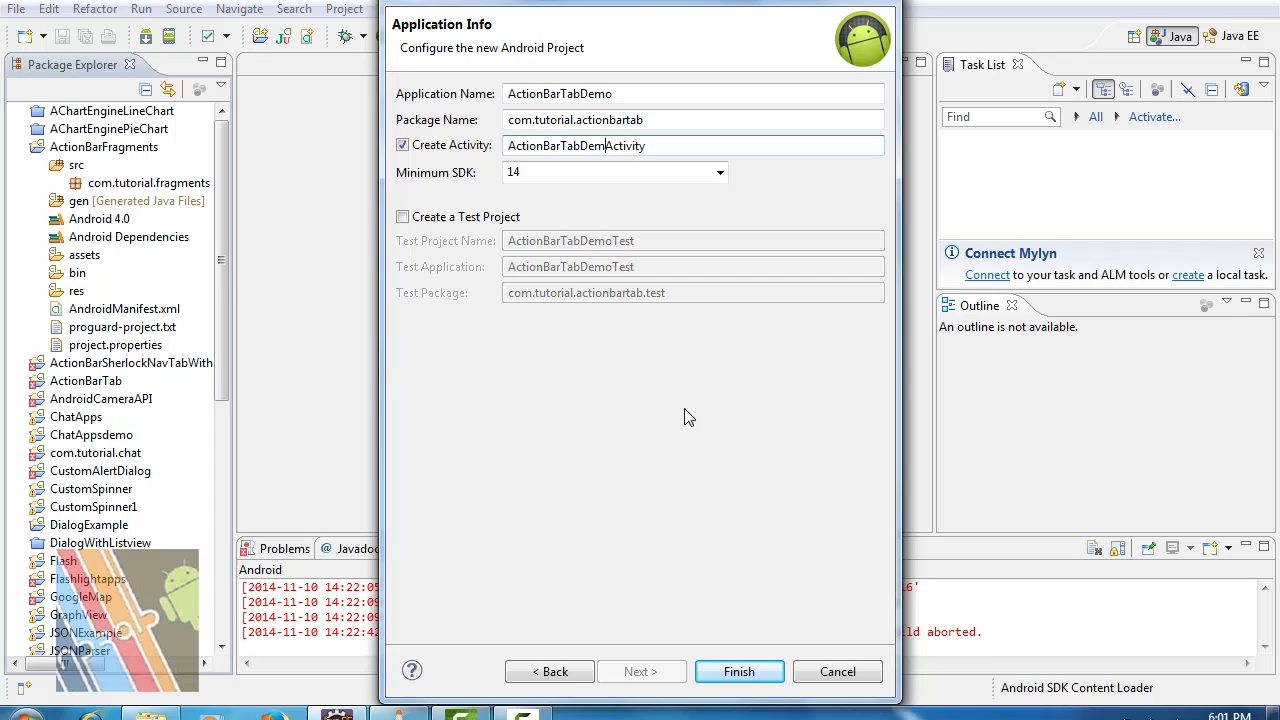 File Edit Refactor Run Source Navigate Search Project
Java
Java EE
Package Explorer
AChartEngineLineChart
AChartEnginePieChart
ActionBarFragments
src
com.tutorial.fragments
gen [Generated Java Files]
Android 4.0
Android Dependencies
assets
bin
res
AndroidManifest.xml
proguard-project.txt
project.properties
ActionBarSherlockNavTabWith
ActionBarTab
AndroidCameraAPI
ChatApps
ChatAppsdemo
com.tutorial.chat
CustomAlertDialog
CustomSpinner
CustomSpinner1
DialogExample
DialogWithListview
Flash
Flashlightapps
GoogleMap
GraphView
JSONExample
JSONParser
Application Info
Configure the new Android Project
Application Name: ActionBarTabDemo
Package Name: com.tutorial.actionbartab
Create Activity: ActionBarTabDemActivity
Minimum SDK: 14
Create a Test Project
Test Project Name: ActionBarTabDemoTest
Test Application: ActionBarTabDemoTest
Test Package: com.tutorial.actionbartab.test
< Back
Next >
Finish
Cancel
Task List
Find
All
Activate...
Connect Mylyn
Connect to your task and ALM tools or create a local task.
Outline
An outline is not available.
Problems
@ Javadoc
Android
[2014-11-10 14:22:05
[2014-11-10 14:22:09
[2014-11-10 14:22:09
[2014-11-10 14:22:42
ld aborted.
Android SDK Content Loader
6:01 PM